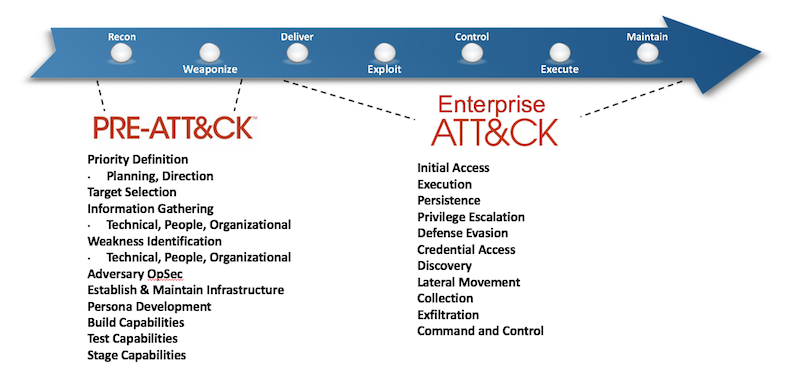 Recon
Weaponize
Deliver
Exploit
Control
Execute
Maintain
PRE-ATT&CK™
Priority Definition
· Planning, Direction
Target Selection
Information Gathering
· Technical, People, Organizational
Weakness Identification
· Technical, People, Organizational
Adversary OpSec
Establish & Maintain Infrastructure
Persona Development
Build Capabilities
Test Capabilities
Stage Capabilities
Enterprise
ATT&CK
Initial Access
Execution
Persistence
Privilege Escalation
Defense Evasion
Credential Access
Discovery
Lateral Movement
Collection
Exfiltration
Command and Control